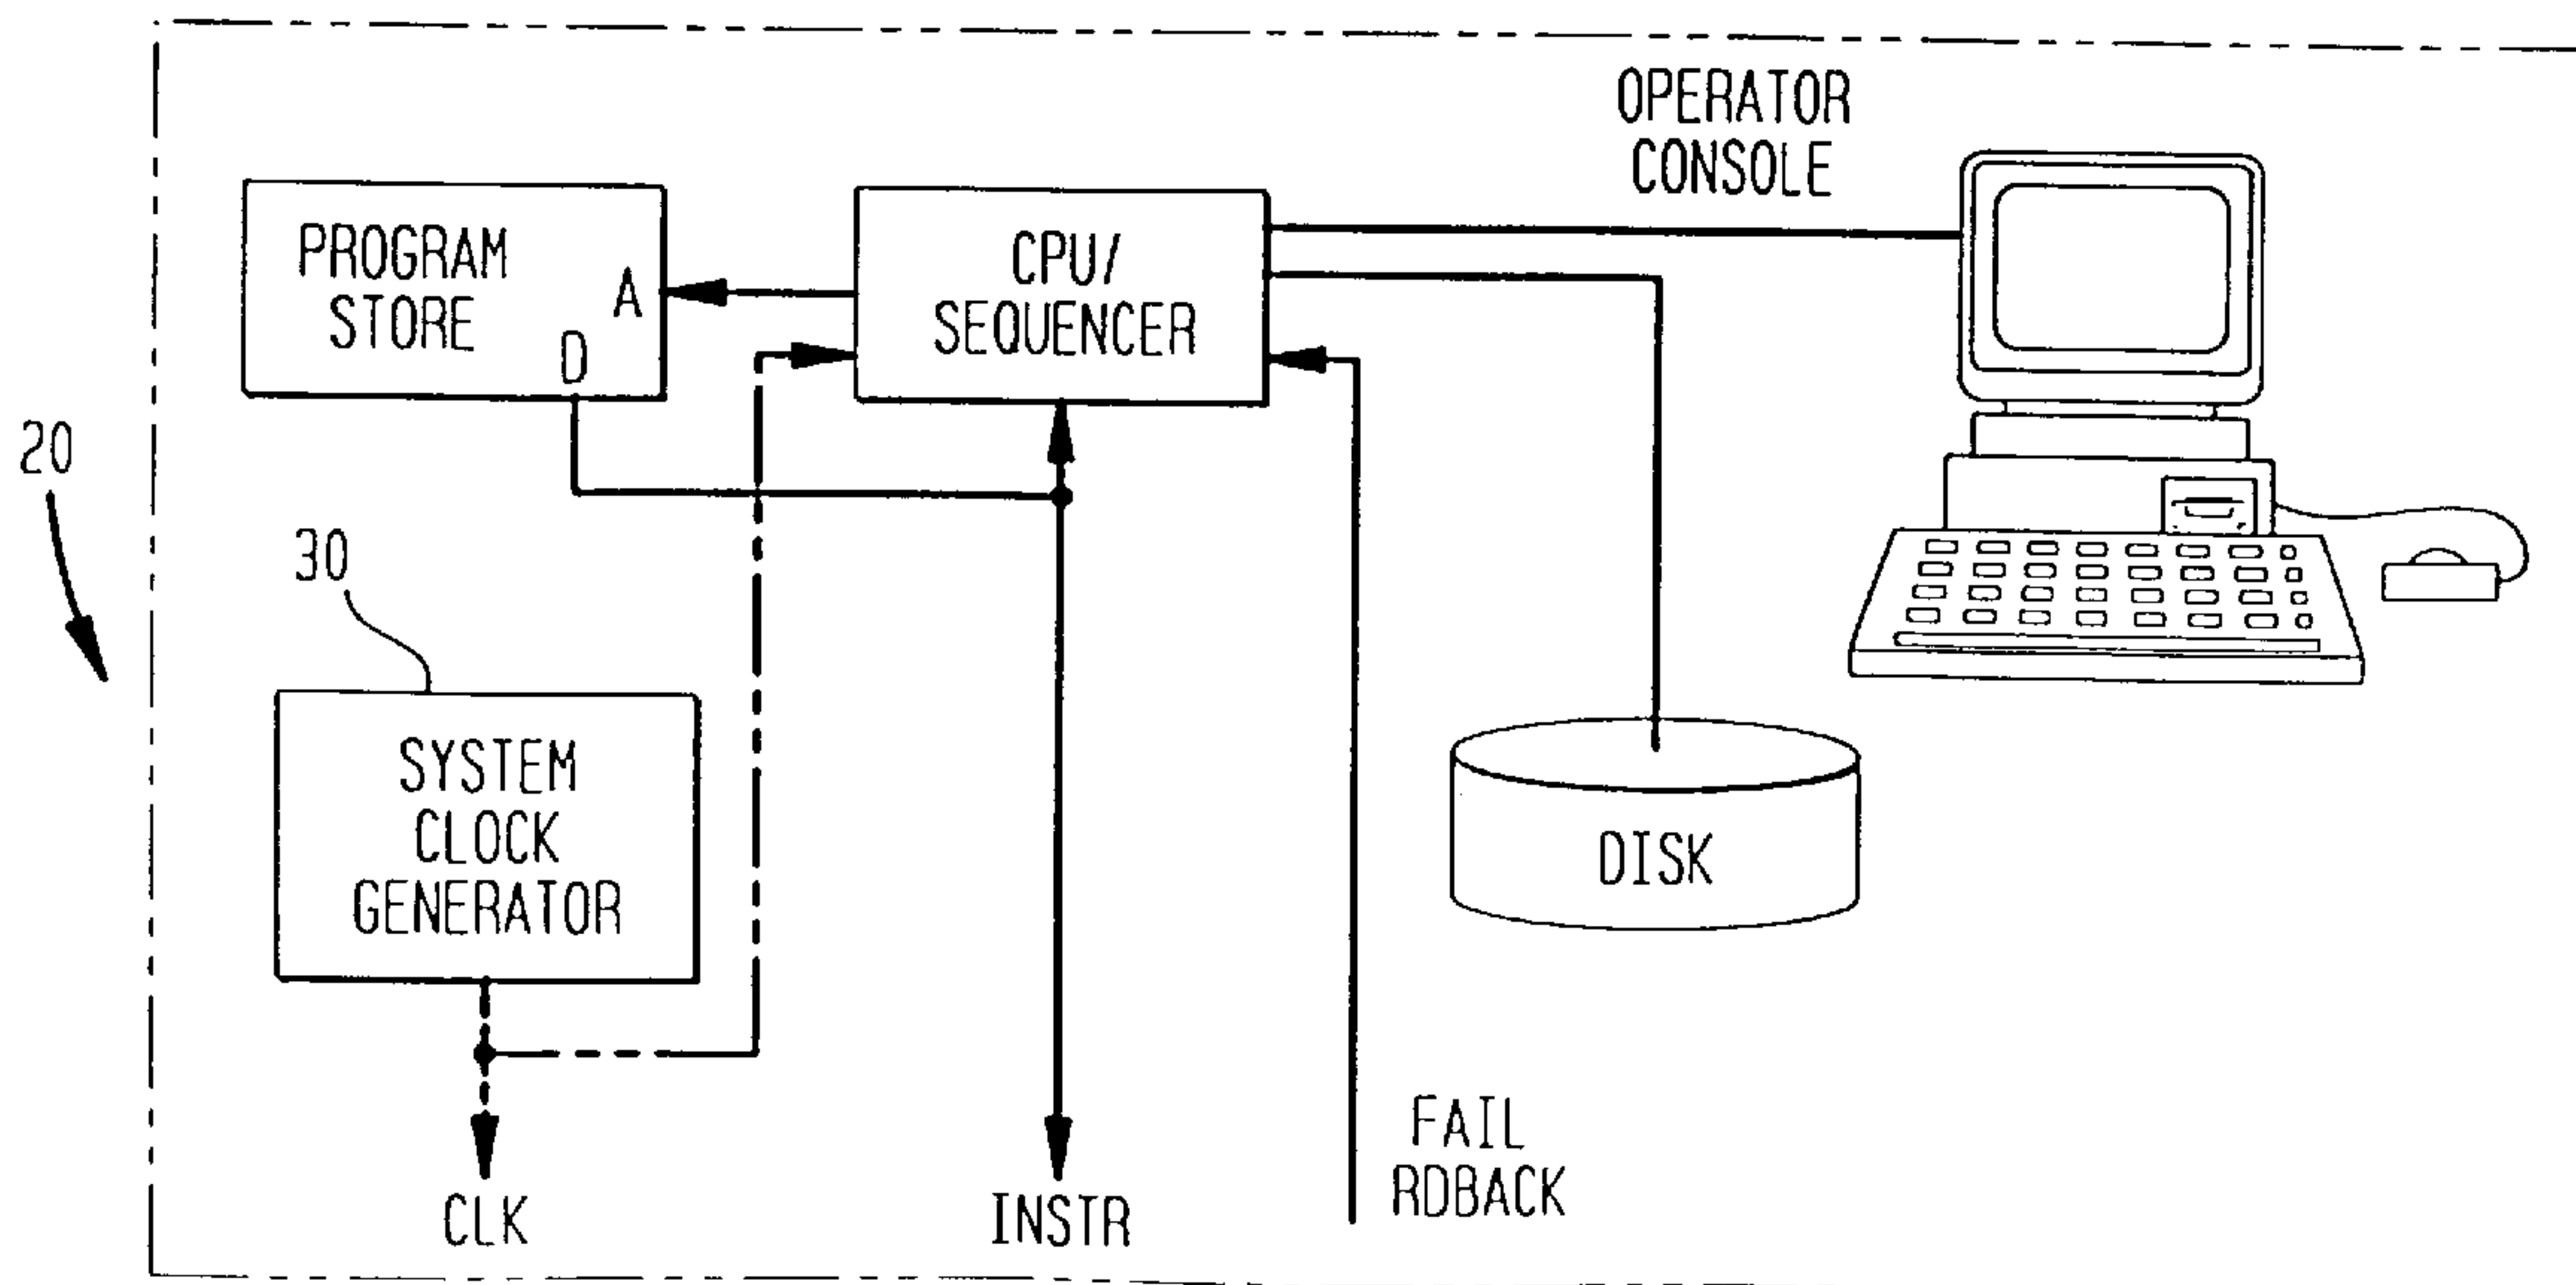 OPERATOR
CONSOLE
PROGRAM
STORE
A
D
CPU/
SEQUENCER
20
30
SYSTEM
CLOCK
GENERATOR
DISK
FAIL
RDBACK
CLK
INSTR